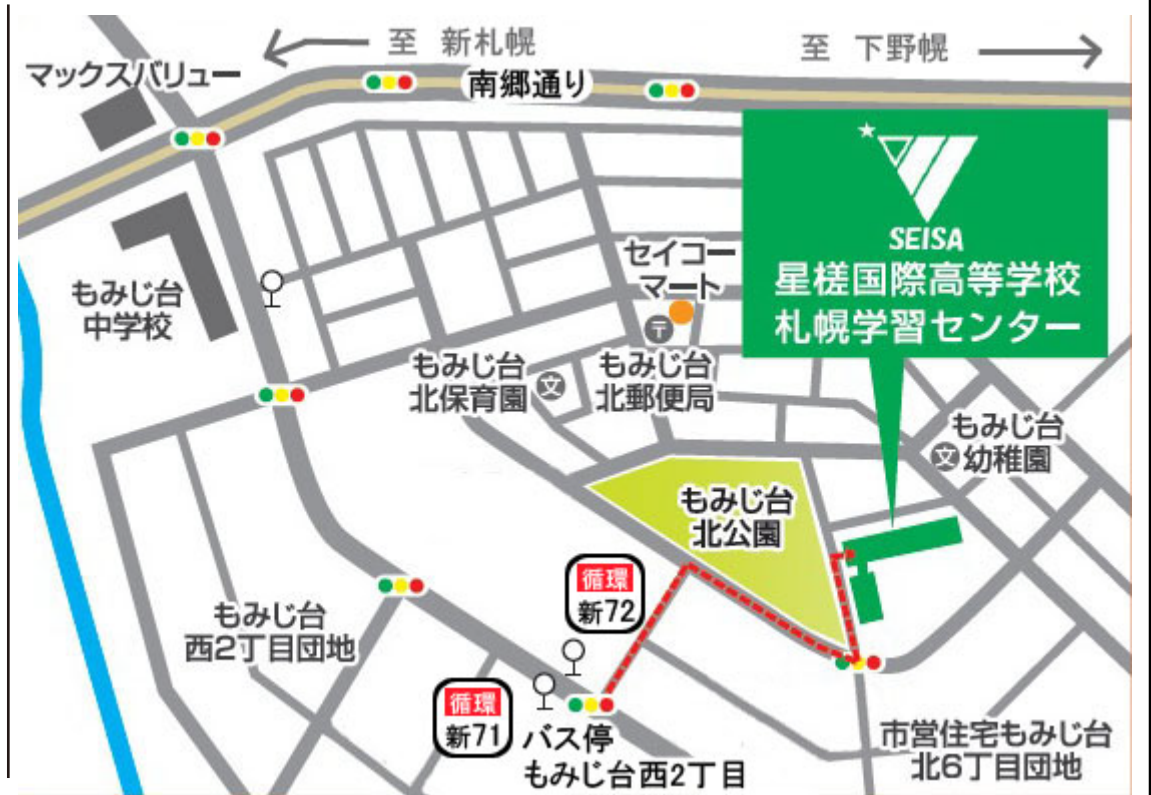 至 新札幌
至 下野幌
マックスバリュー
南郷通り
SEISA
星槎国際高等学校
札幌学習センター
セイコー
マート
もみじ台
中学校
〒
もみじ台
北保育園
文
もみじ台
北郵便局
もみじ台
幼稚園
文
もみじ台
北公園
循環
新72
もみじ台
西2丁目団地
循環
新71
バス停
もみじ台西2丁目
市営住宅もみじ台
北6丁目団地